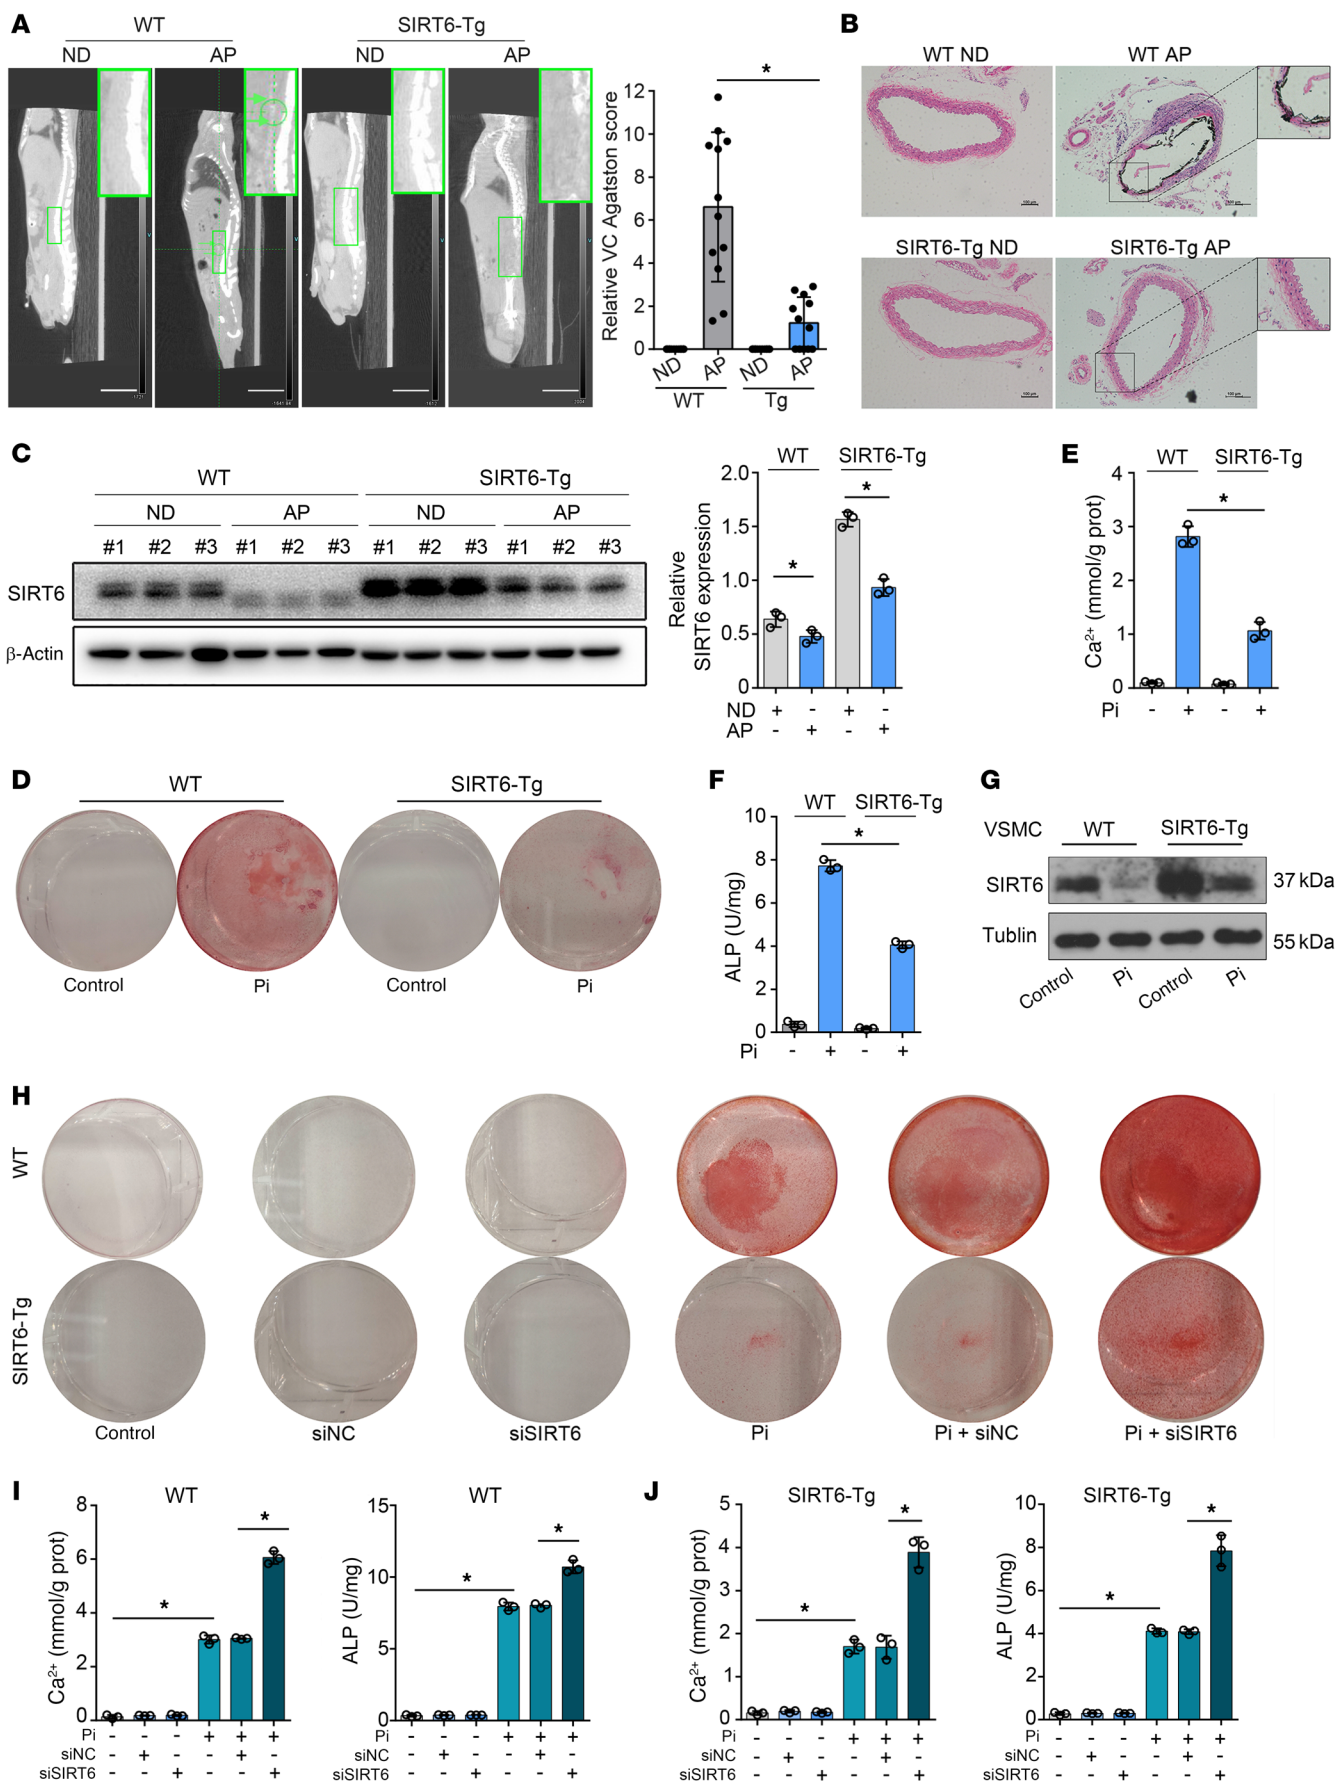 A
WT
SIRT6-Tg
ND
AP
ND
AP
Relative VC Agatston score
12
10
8
6
4
2
0
*
ND
AP
ND
AP
WT
Tg
B
WT ND
WT AP
SIRT6-Tg ND
SIRT6-Tg AP
C
WT
SIRT6-Tg
ND
AP
ND
AP
#1 #2 #3 #1 #2 #3 #1 #2 #3 #1 #2 #3
SIRT6
β-Actin
WT
SIRT6-Tg
Relative
SIRT6 expression
2.0
1.5
1.0
0.5
0
*
*
ND + - + -
AP - + - +
E
WT
SIRT6-Tg
Ca²⁺ (mmol/g prot)
4
3
2
1
0
*
Pi - + - +
D
WT
SIRT6-Tg
Control
Pi
Control
Pi
F
WT
SIRT6-Tg
ALP (U/mg)
10
8
6
4
2
0
*
Pi - + - +
G
VSMC
WT
SIRT6-Tg
SIRT6
37 kDa
Tublin
55 kDa
Control
Pi
Control
Pi
H
WT
SIRT6-Tg
Control
siNC
siSIRT6
Pi
Pi + siNC
Pi + siSIRT6
I
WT
Ca²⁺ (mmol/g prot)
8
6
4
2
0
*
*
Pi - - - + + +
siNC - + - - + -
siSIRT6 - - + - - +
WT
ALP (U/mg)
15
10
5
0
*
*
Pi - - - + + +
siNC - + - - + -
siSIRT6 - - + - - +
J
SIRT6-Tg
Ca²⁺ (mmol/g prot)
5
4
3
2
1
0
*
*
Pi - - - + + +
siNC - + - - + -
siSIRT6 - - + - - +
SIRT6-Tg
ALP (U/mg)
10
8
6
4
2
0
*
*
Pi - - - + + +
siNC - + - - + -
siSIRT6 - - + - - +